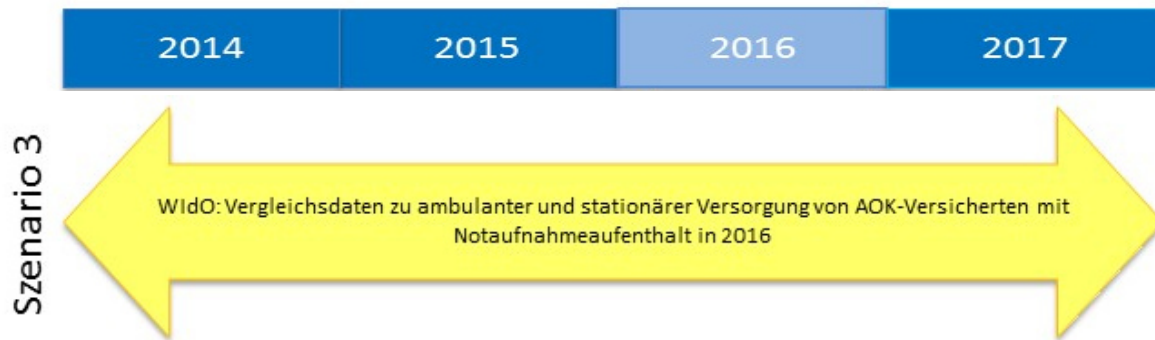 2014 2015 2016 2017
Szenario 3
WIdO: Vergleichsdaten zu ambulanter und stationärer Versorgung von AOK-Versicherten mit
Notaufnahmeaufenthalt in 2016